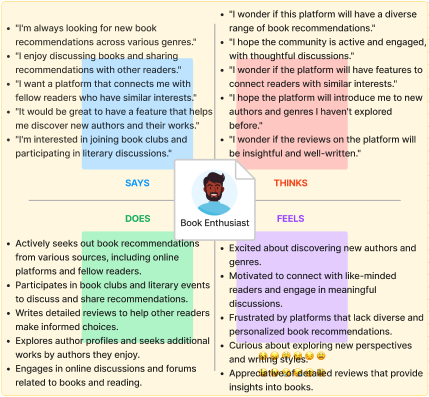 • "I'm always looking for new book
recommendations across various genres."
• "I enjoy discussing books and sharing
recommendations with other readers."
• "I want a platform that connects me with
fellow readers who have similar interests."
• "It would be great to have a feature that helps
me discover new authors and their works."
• "I'm interested in joining book clubs and
participating in literary discussions."
SAYS
• "I wonder if this platform will have a diverse
range of book recommendations."
• "I hope the community is active and engaged,
with thoughtful discussions."
• "I wonder if the platform will have features to
connect readers with similar interests."
• "I hope the platform will introduce me to new
authors and genres I haven't explored
before."
• "I wonder if the reviews on the platform will
be insightful and well-written."
THINKS
Book Enthusiast
DOES
• Actively seeks out book recommendations
from various sources, including online
platforms and fellow readers.
• Participates in book clubs and literary events
to discuss and share recommendations.
• Writes detailed reviews to help other readers
make informed choices.
• Explores author profiles and seeks additional
works by authors they enjoy.
• Engages in online discussions and forums
related to books and reading.
FEELS
• Excited about discovering new authors and
genres.
• Motivated to connect with like-minded
readers and engage in meaningful
discussions.
• Frustrated by platforms that lack diverse and
personalized book recommendations.
• Curious about exploring new perspectives
and writing styles.
• Appreciative of detailed reviews that provide
insights into books.